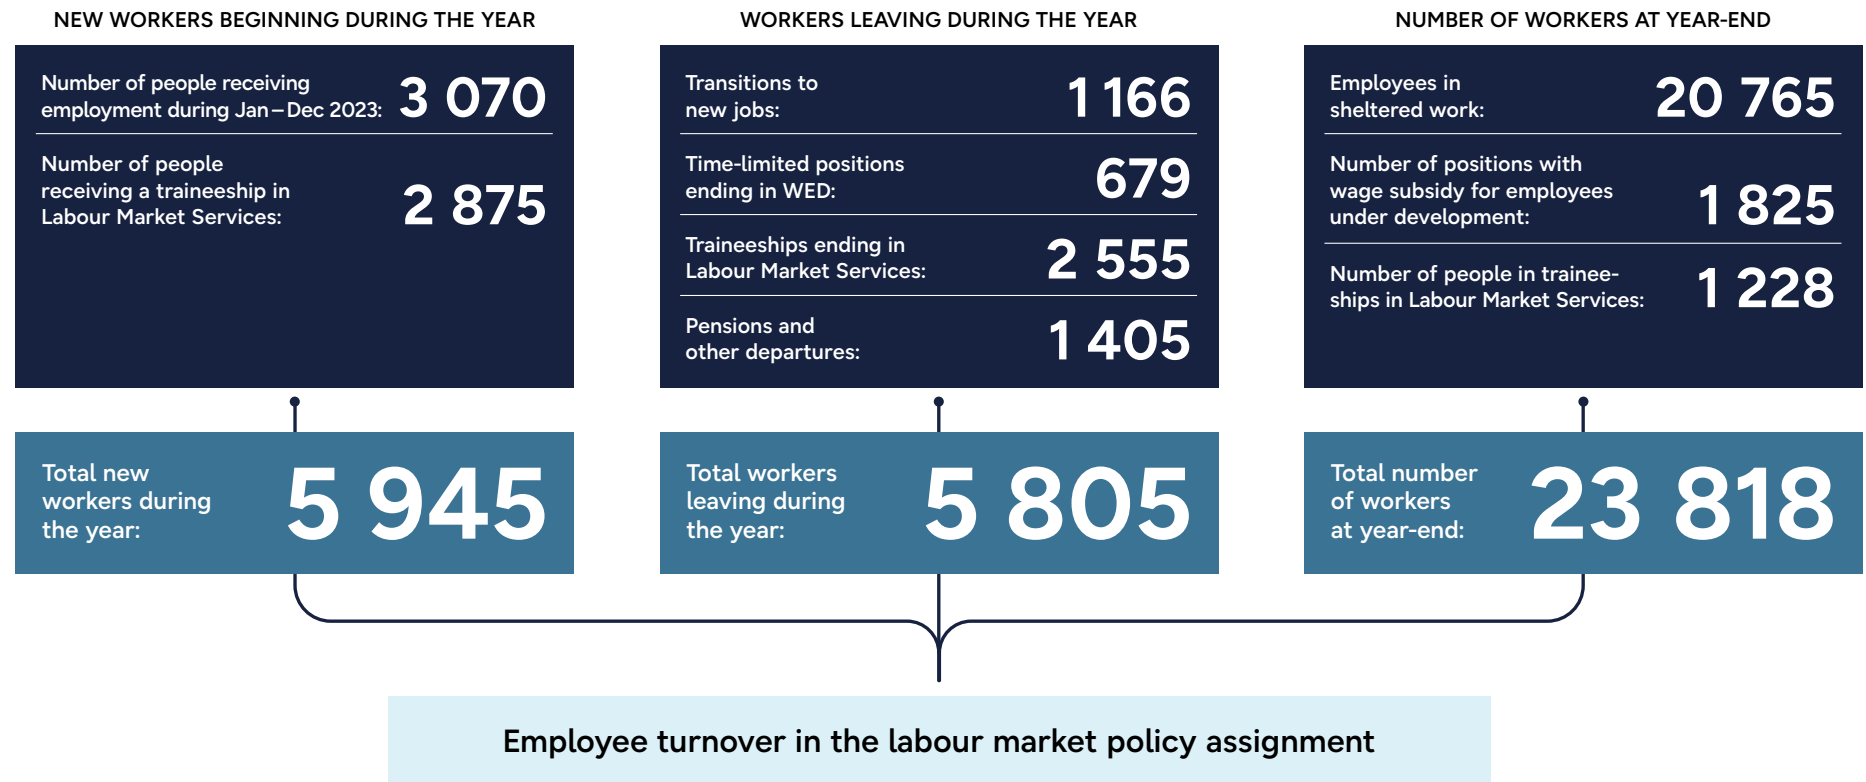 NEW WORKERS BEGINNING DURING THE YEAR
Number of people receiving
employment during Jan–Dec 2023: 3 070
Number of people
receiving a traineeship in
Labour Market Services: 2 875
Total new
workers during
the year: 5 945
WORKERS LEAVING DURING THE YEAR
Transitions to
new jobs: 1 166
Time-limited positions
ending in WED: 679
Traineeships ending in
Labour Market Services: 2 555
Pensions and
other departures: 1 405
Total workers
leaving during
the year: 5 805
NUMBER OF WORKERS AT YEAR-END
Employees in
sheltered work: 20 765
Number of positions with
wage subsidy for employees
under development: 1 825
Number of people in trainee-
ships in Labour Market Services: 1 228
Total number
of workers
at year-end: 23 818
Employee turnover in the labour market policy assignment